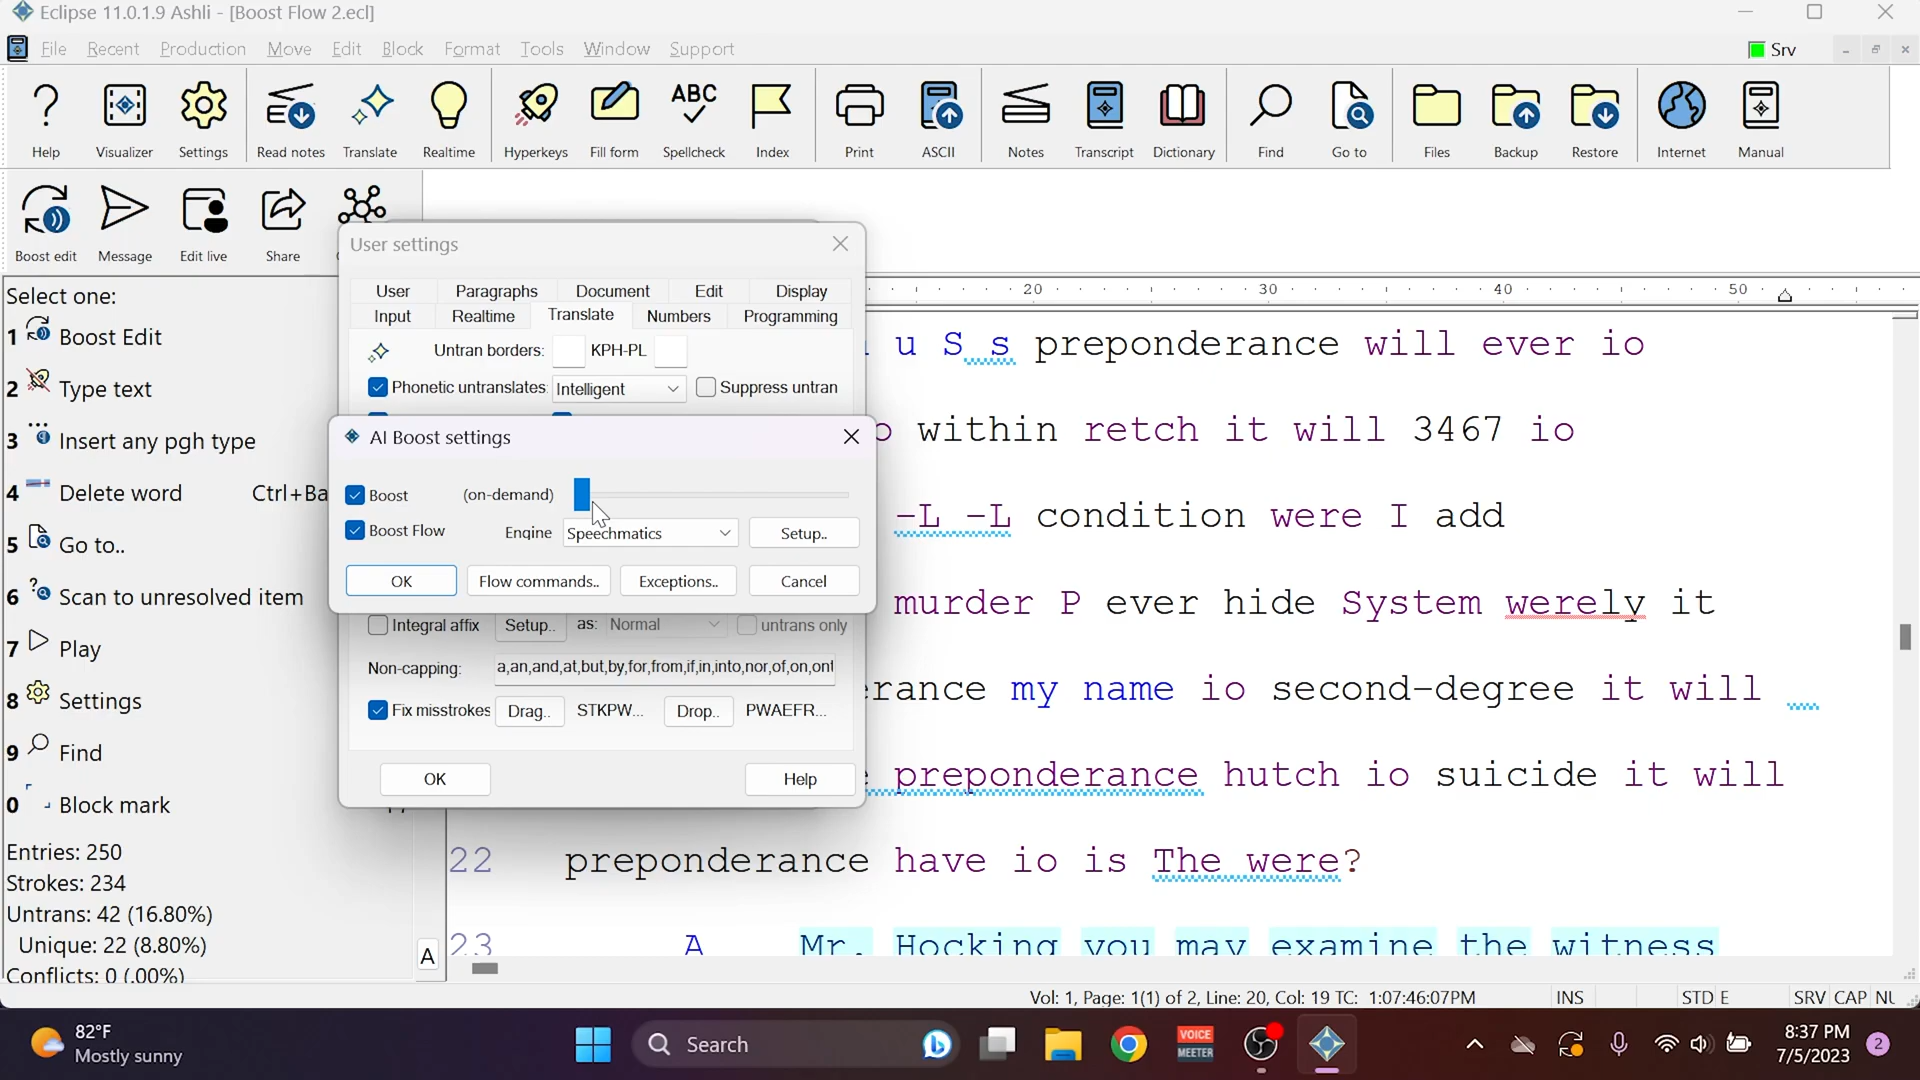 Eclipse 11.0.1.9 Ashli - [Boost Flow 2.ecl]
File Recent Production Move Edit Block Format Tools Window Support Srv
Help Visualizer Settings Read notes Translate Realtime Hyperkeys Fill form Spellcheck Index Print ASCII Notes Transcript Dictionary Find Go to Files Backup Restore Internet Manual
Boost edit Message Edit live Share
User settings
User Paragraphs Document Edit Display
Input Realtime Translate Numbers Programming
Untran borders: KPH-PL
Phonetic untranslates: Intelligent Suppress untran
AI Boost settings
Boost (on-demand)
Boost Flow Engine Speechmatics Setup..
OK Flow commands.. Exceptions.. Cancel
Integral affix Setup.. as: Normal untrans only
Non-capping: a,an,and,at,but,by,for,from,if,in,into,nor,of,on,ont
Fix misstrokes Drag.. STKPW... Drop.. PWAEFR...
OK Help
Select one:
1 Boost Edit
2 Type text
3 Insert any pgh type
4 Delete word Ctrl+Ba
5 Go to..
6 Scan to unresolved item
7 Play
8 Settings
9 Find
0 Block mark
Entries: 250
Strokes: 234
Untrans: 42 (16.80%)
Unique: 22 (8.80%)
Conflicts: 0 (.00%)
20 30 40 50
u S s preponderance will ever io
within retch it will 3467 io
-L -L condition were I add
murder P ever hide System werely it
erance my name io second-degree it will
preponderance hutch io suicide it will
22 preponderance have io is The were?
23 A Mr. Hocking you may examine the witness
A
Vol: 1, Page: 1(1) of 2, Line: 20, Col: 19 TC: 1:07:46:07PM INS STD E SRV CAP NU
82°F
Mostly sunny
Search
VOICE
MEETER
8:37 PM
7/5/2023
2